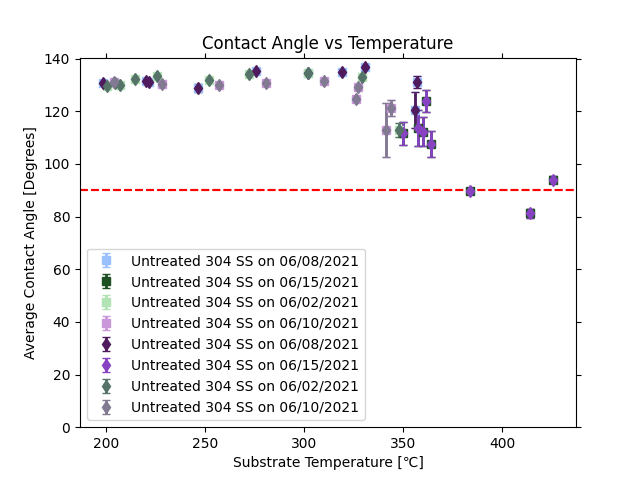 Contact Angle vs Temperature
140
120
100
80
60
40
20
0
Average Contact Angle [Degrees]
Untreated 304 SS on 06/08/2021
Untreated 304 SS on 06/15/2021
Untreated 304 SS on 06/02/2021
Untreated 304 SS on 06/10/2021
Untreated 304 SS on 06/08/2021
Untreated 304 SS on 06/15/2021
Untreated 304 SS on 06/02/2021
Untreated 304 SS on 06/10/2021
200 250 300 350 400
Substrate Temperature [℃]